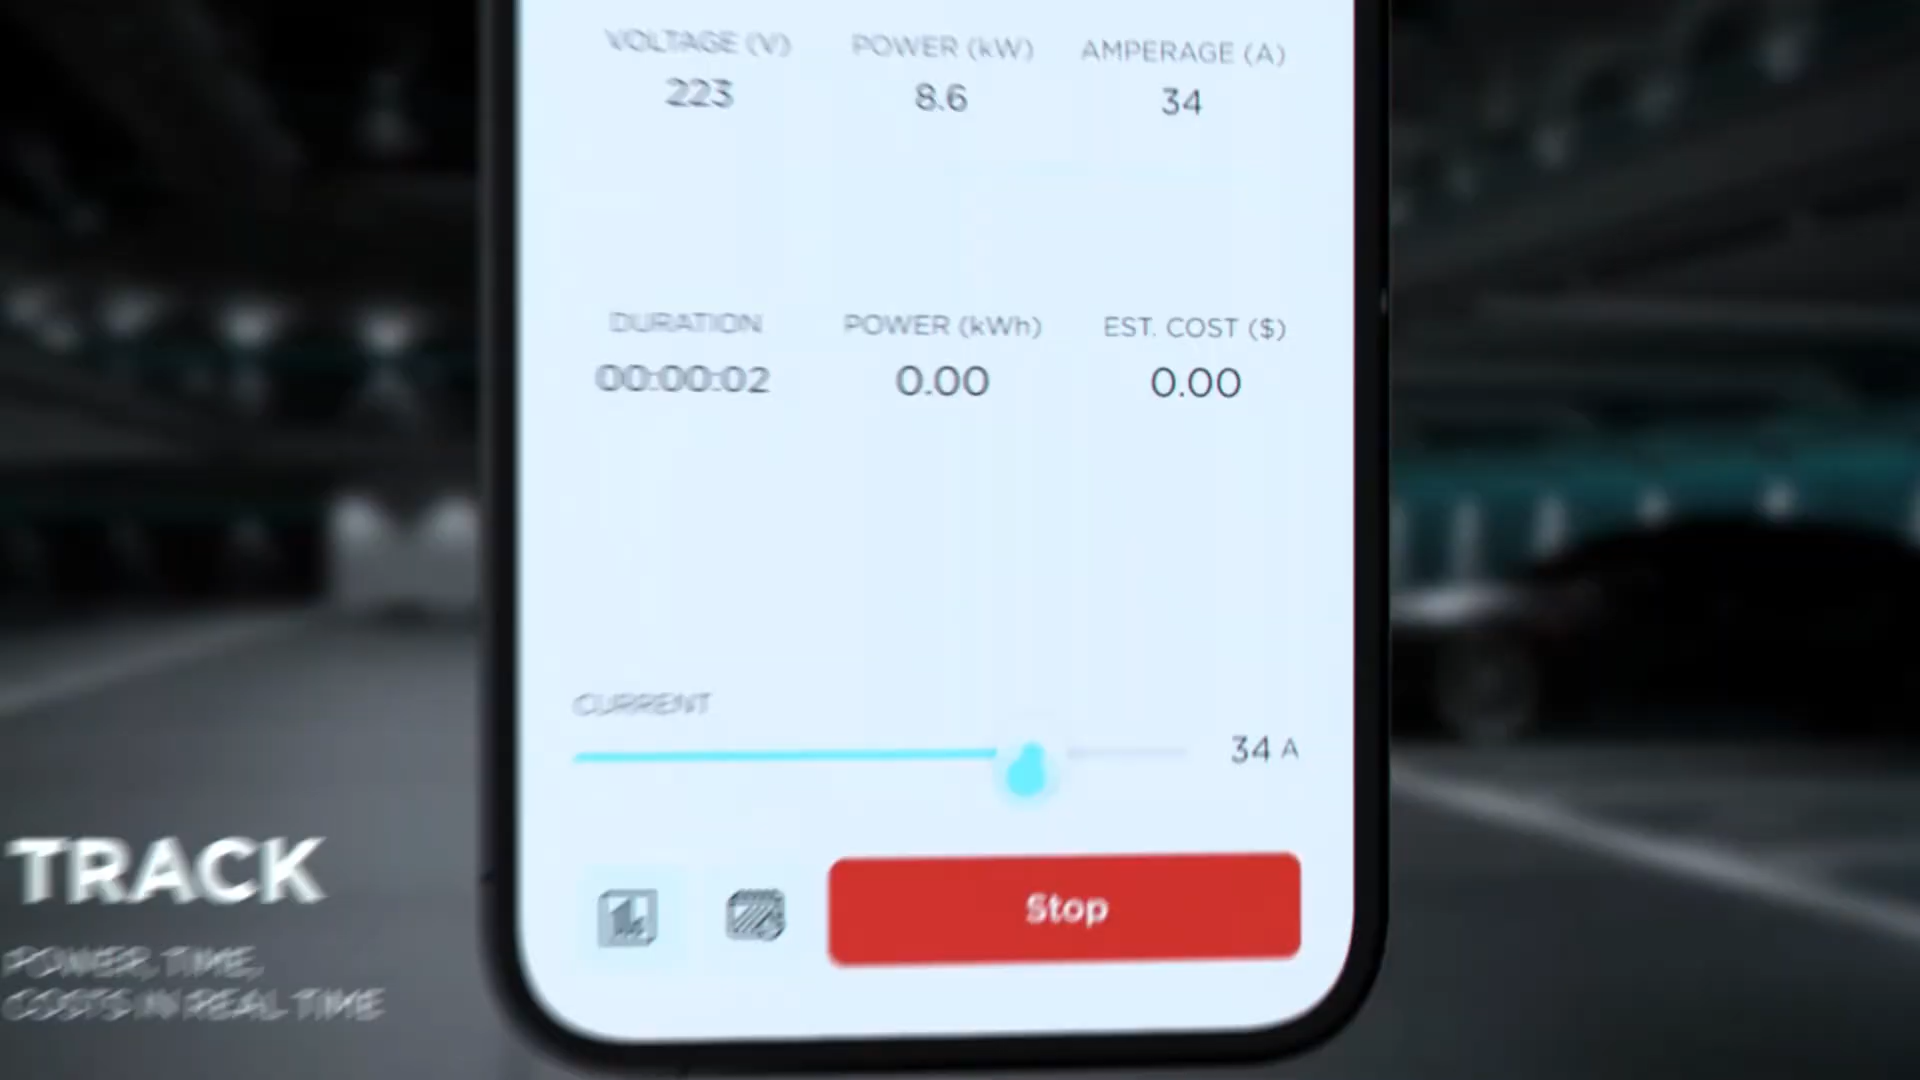 VOLTAGE (V) POWER (kW) AMPERAGE (A)
223 8.6 34
DURATION POWER (kWh) EST. COST ($)
00:00:02 0.00 0.00
CURRENT
34 A
Stop
TRACK
POWER, TIME,
COSTS IN REAL TIME